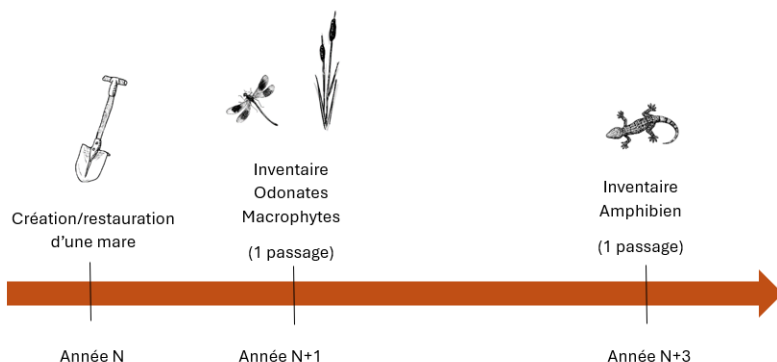 Création/restauration
d'une mare
Inventaire
Odonates
Macrophytes
(1 passage)
Inventaire
Amphibien
(1 passage)
Année N
Année N+1
Année N+3